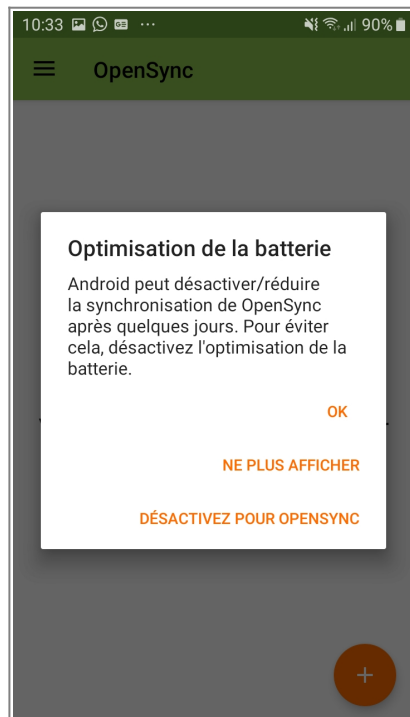 10:33 ... 90%
OpenSync
Optimisation de la batterie
Android peut désactiver/réduire
la synchronisation de OpenSync
après quelques jours. Pour éviter
cela, désactivez l'optimisation de la
batterie.
OK
NE PLUS AFFICHER
DÉSACTIVEZ POUR OPENSYNC
+